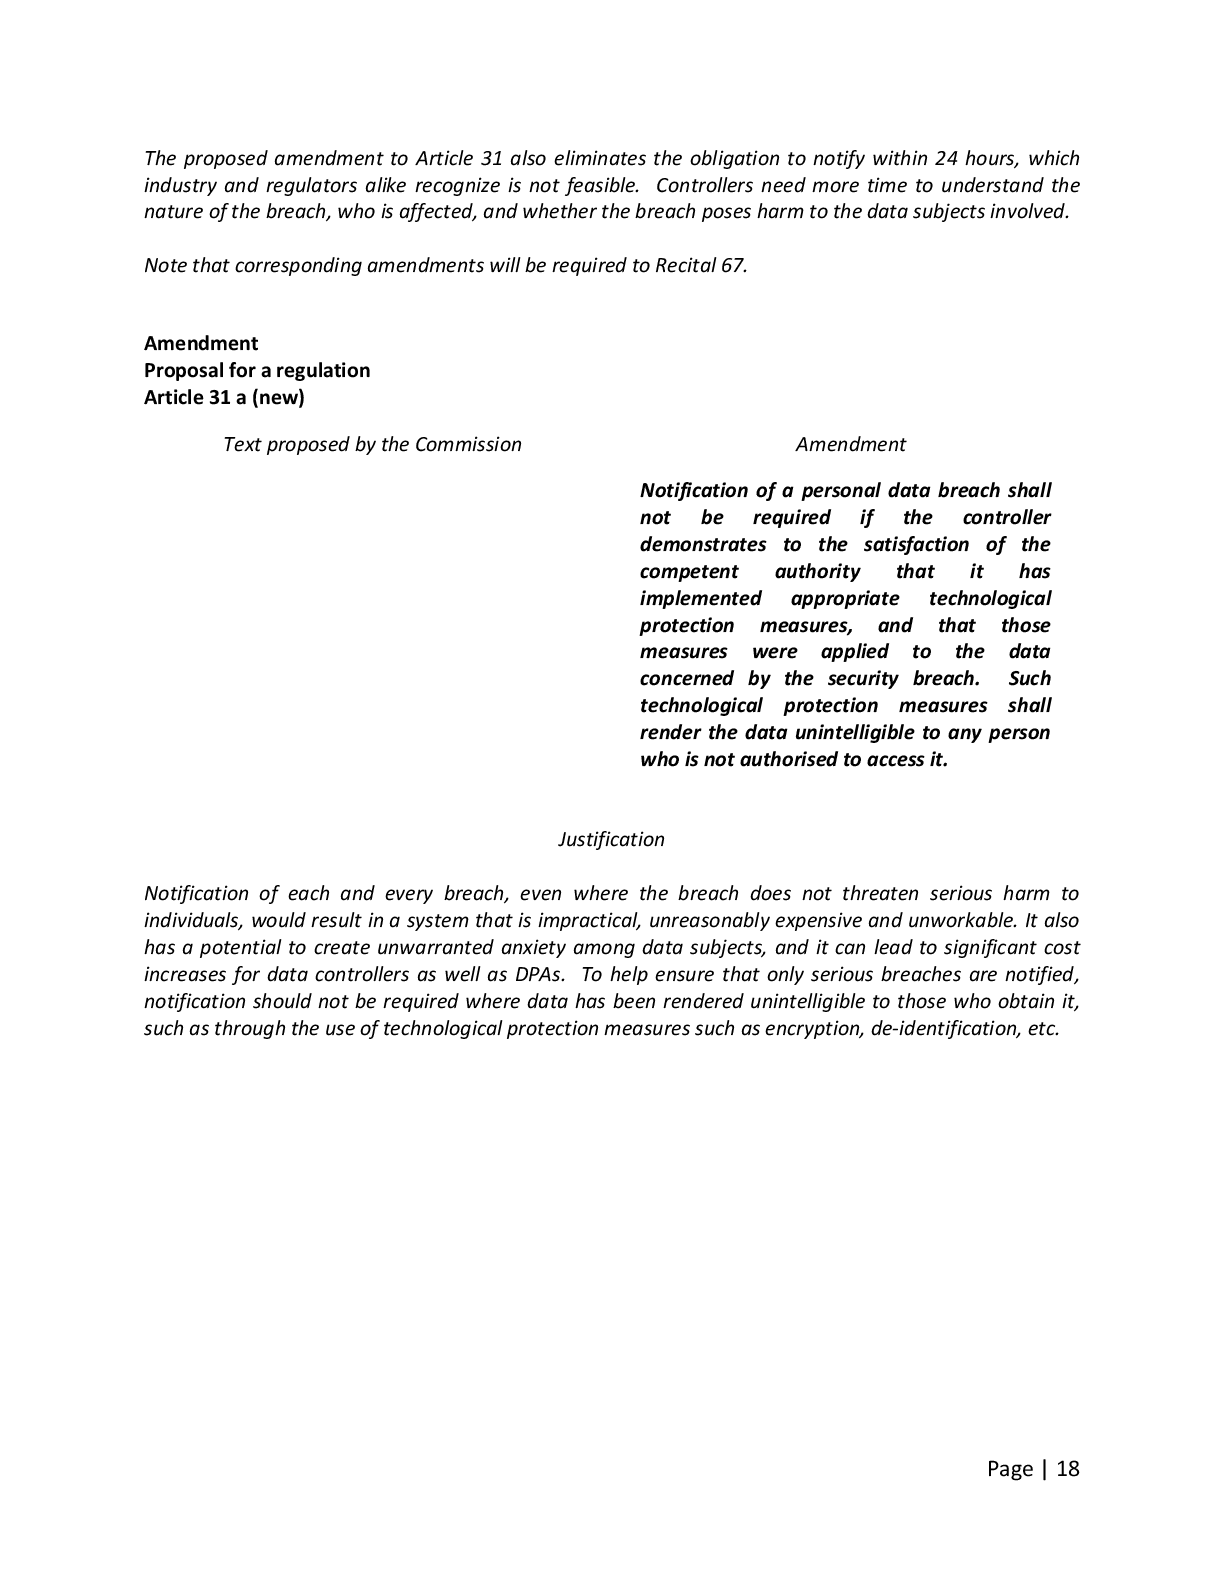 The proposed amendment to Article 31 also eliminates the obligation to notify within 24 hours, which
industry and regulators alike recognize is not feasible.  Controllers need more time to understand the
nature of the breach, who is affected, and whether the breach poses harm to the data subjects involved.
Note that corresponding amendments will be required to Recital 67.
Amendment
Proposal for a regulation
Article 31 a (new)
Text proposed by the Commission
Amendment
Notification of a personal data breach shall
not be required if the controller
demonstrates to the satisfaction of the
competent authority that it has
implemented appropriate technological
protection measures, and that those
measures were applied to the data
concerned by the security breach.  Such
technological protection measures shall
render the data unintelligible to any person
who is not authorised to access it.
Justification
Notification of each and every breach, even where the breach does not threaten serious harm to
individuals, would result in a system that is impractical, unreasonably expensive and unworkable. It also
has a potential to create unwarranted anxiety among data subjects, and it can lead to significant cost
increases for data controllers as well as DPAs.  To help ensure that only serious breaches are notified,
notification should not be required where data has been rendered unintelligible to those who obtain it,
such as through the use of technological protection measures such as encryption, de-identification, etc.
Page | 18